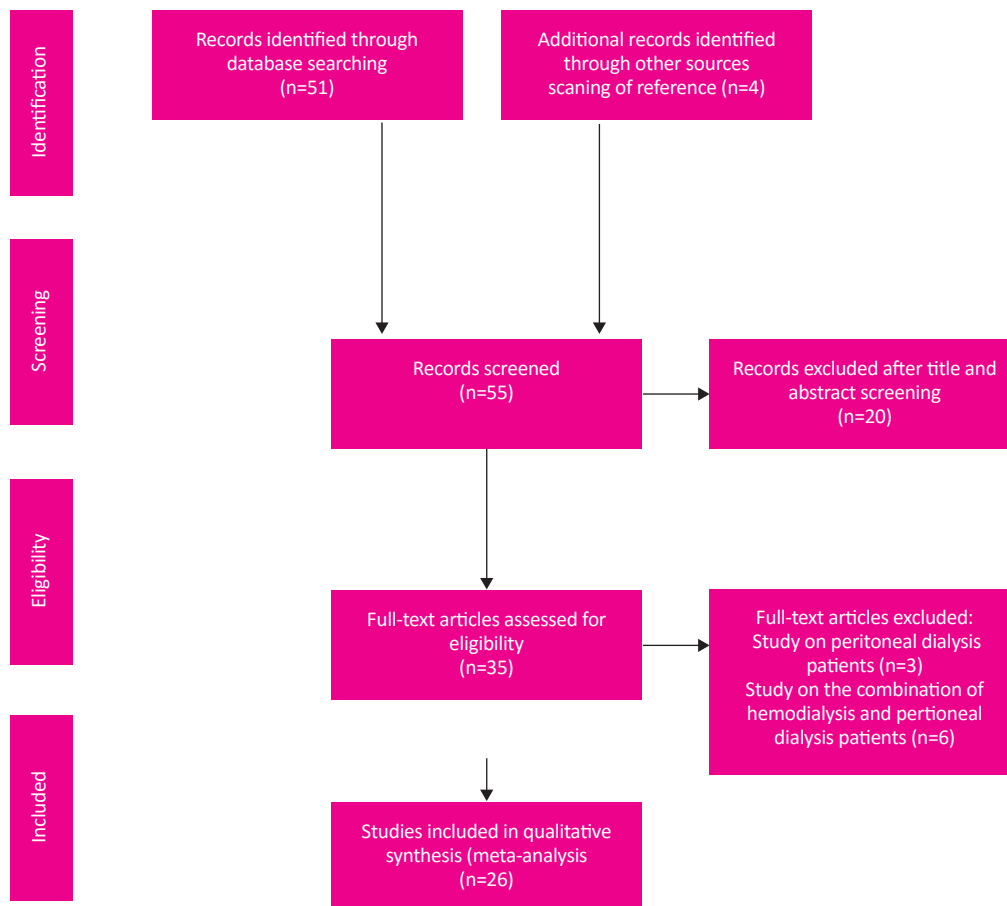 Identification
Records identified through
database searching
(n=51)
Additional records identified
through other sources
scaning of reference (n=4)
Screening
Records screened
(n=55)
Records excluded after title and
abstract screening
(n=20)
Eligibility
Full-text articles assessed for
eligibility
(n=35)
Full-text articles excluded:
Study on peritoneal dialysis
patients (n=3)
Study on the combination of
hemodialysis and pertioneal
dialysis patients (n=6)
Included
Studies included in qualitative
synthesis (meta-analysis
(n=26)